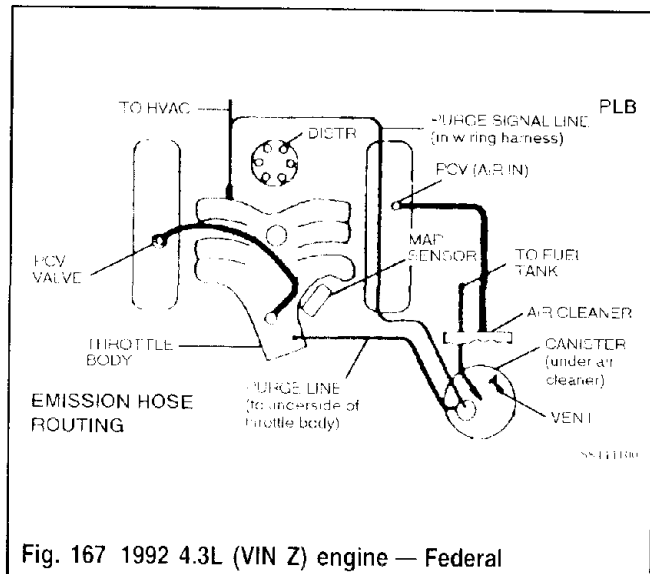 TO HVAC
DISTR
PURGE SIGNAL LINE
(in wiring harness)
PLB
PCV (AIR IN)
MAP
SENSOR
TO FUEL
TANK
PCV
VALVE
AIR CLEANER
CANISTER
(under air
cleaner)
THROTTLE
BODY
PURGE LINE
(to underside of
throttle body)
VENT
EMISSION HOSE
ROUTING
Fig. 167 1992 4.3L (VIN Z) engine — Federal